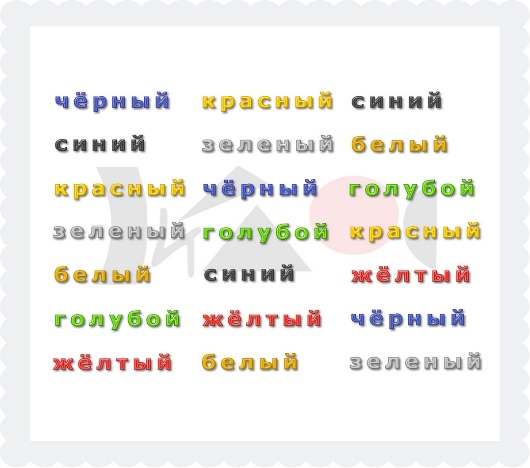 чёрный красный синий
синий зеленый белый
красный чёрный голубой
зеленый голубой красный
белый синий жёлтый
голубой жёлтый чёрный
жёлтый белый зеленый